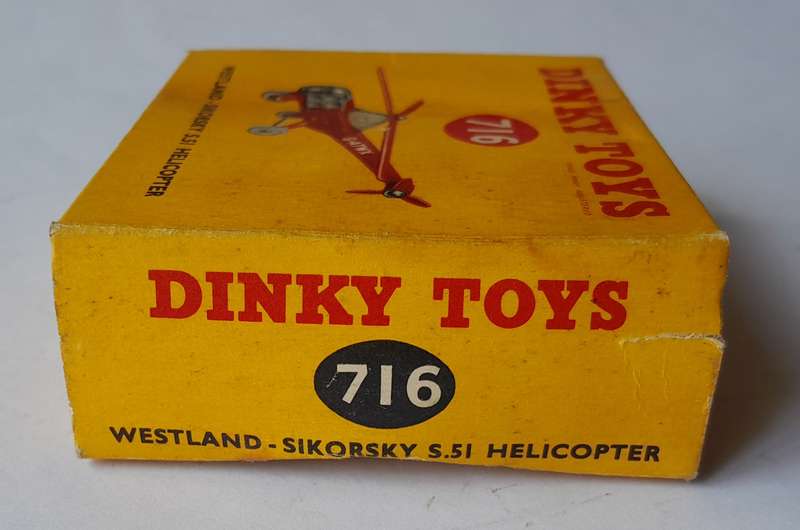 WESTLAND-SIKORSKY S.51 HELICOPTER
716
DINKY TOYS
DINKY TOYS
716
WESTLAND - SIKORSKY S.51 HELICOPTER